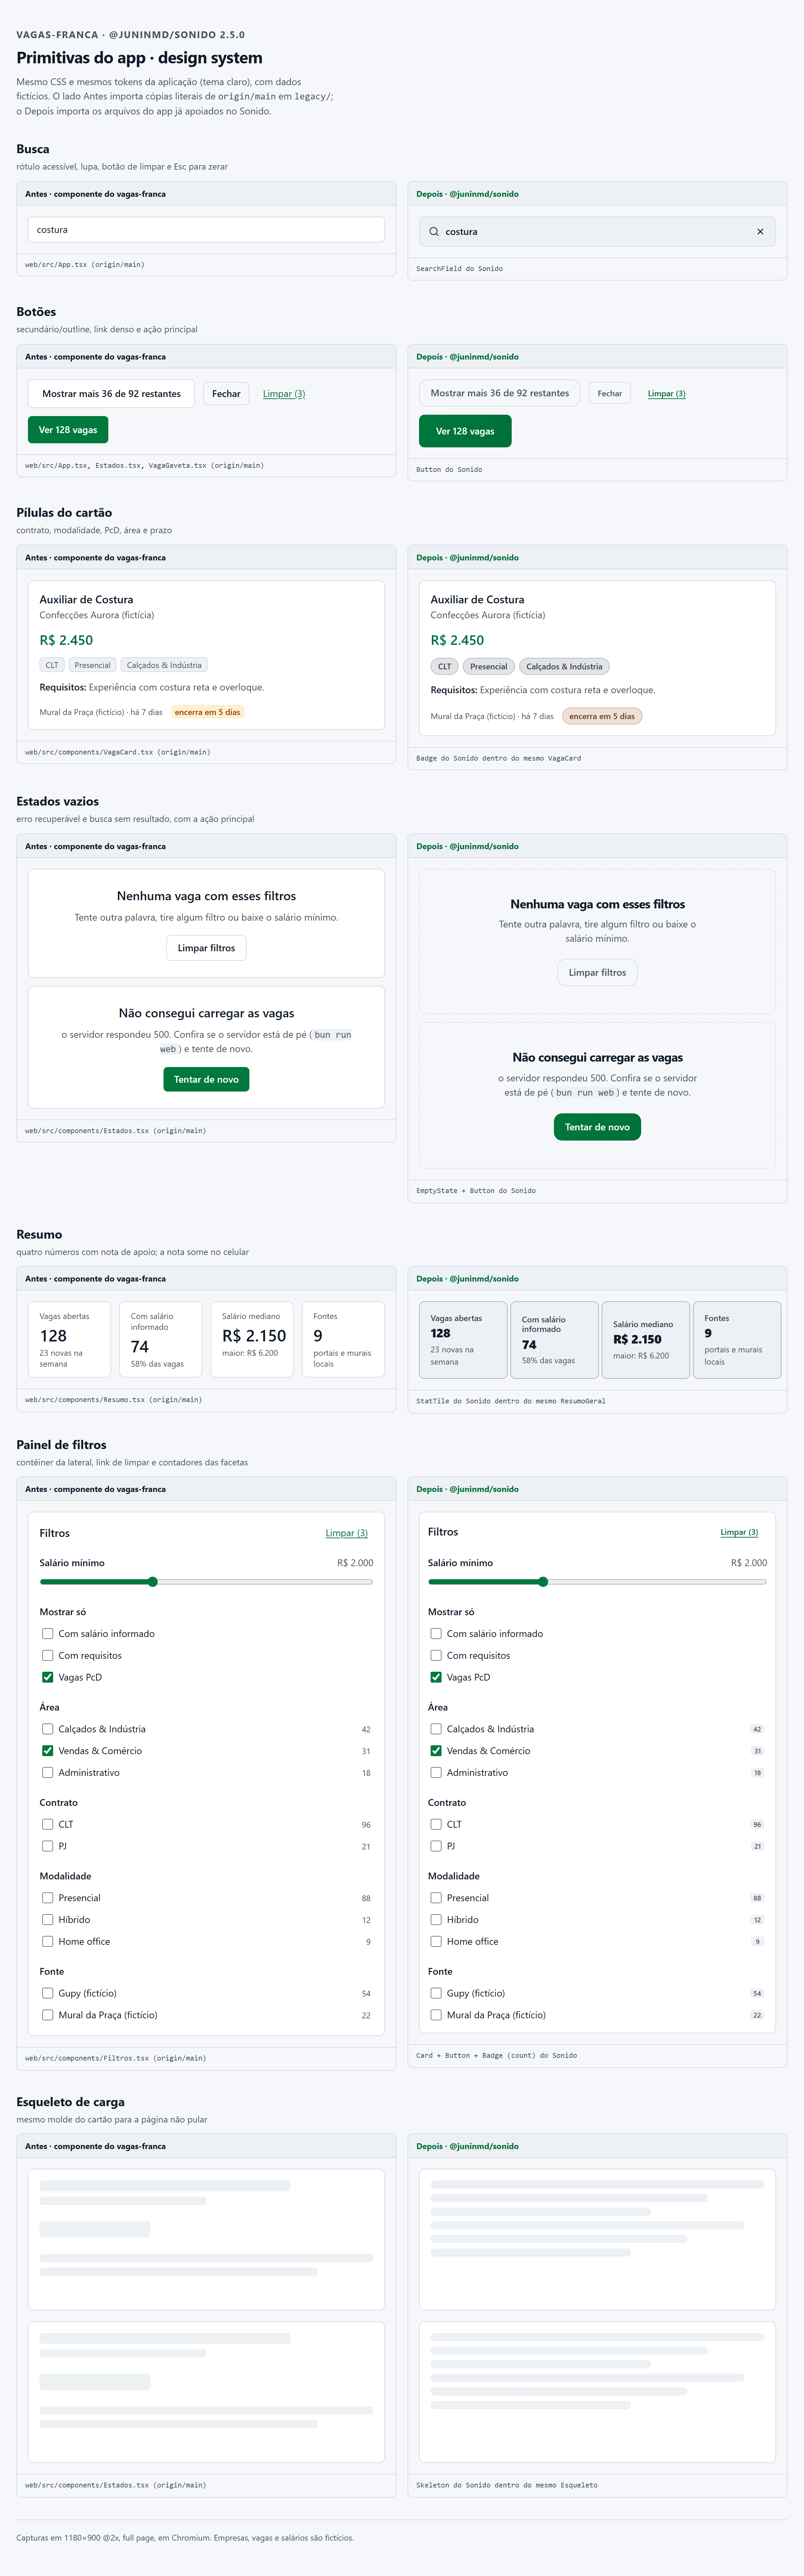 VAGAS-FRANCA · @JUNINMD/SONIDO 2.5.0
Primitivas do app · design system
Mesmo CSS e mesmos tokens da aplicação (tema claro), com dados
fictícios. O lado Antes importa cópias literais de origin/main em legacy/;
o Depois importa os arquivos do app já apoiados no Sonido.
Busca
rótulo acessível, lupa, botão de limpar e Esc para zerar
Antes · componente do vagas-franca
costura
web/src/App.tsx (origin/main)
Depois · @juninmd/sonido
costura
SearchField do Sonido
Botões
secundário/outline, link denso e ação principal
Antes · componente do vagas-franca
Mostrar mais 36 de 92 restantes Fechar Limpar (3)
Ver 128 vagas
web/src/App.tsx, Estados.tsx, VagaGaveta.tsx (origin/main)
Depois · @juninmd/sonido
Mostrar mais 36 de 92 restantes Fechar Limpar (3)
Ver 128 vagas
Button do Sonido
Pílulas do cartão
contrato, modalidade, PcD, área e prazo
Antes · componente do vagas-franca
Auxiliar de Costura
Confecções Aurora (fictícia)
R$ 2.450
CLT Presencial Calçados & Indústria
Requisitos: Experiência com costura reta e overloque.
Mural da Praça (fictício) · há 7 dias encerra em 5 dias
web/src/components/VagaCard.tsx (origin/main)
Depois · @juninmd/sonido
Auxiliar de Costura
Confecções Aurora (fictícia)
R$ 2.450
CLT Presencial Calçados & Indústria
Requisitos: Experiência com costura reta e overloque.
Mural da Praça (fictício) · há 7 dias encerra em 5 dias
Badge do Sonido dentro do mesmo VagaCard
Estados vazios
erro recuperável e busca sem resultado, com a ação principal
Antes · componente do vagas-franca
Nenhuma vaga com esses filtros
Tente outra palavra, tire algum filtro ou baixe o salário mínimo.
Limpar filtros
Não consegui carregar as vagas
o servidor respondeu 500. Confira se o servidor está de pé ( bun run
web ) e tente de novo.
Tentar de novo
web/src/components/Estados.tsx (origin/main)
Depois · @juninmd/sonido
Nenhuma vaga com esses filtros
Tente outra palavra, tire algum filtro ou baixe o
salário mínimo.
Limpar filtros
Não consegui carregar as vagas
o servidor respondeu 500. Confira se o servidor
está de pé ( bun run web ) e tente de novo.
Tentar de novo
EmptyState + Button do Sonido
Resumo
quatro números com nota de apoio; a nota some no celular
Antes · componente do vagas-franca
Vagas abertas
128
23 novas na
semana
Com salário
informado
74
58% das vagas
Salário mediano
R$ 2.150
maior: R$ 6.200
Fontes
9
portais e murais
locais
web/src/components/Resumo.tsx (origin/main)
Depois · @juninmd/sonido
Vagas abertas
128
23 novas na
semana
Com salário
informado
74
58% das vagas
Salário mediano
R$ 2.150
maior: R$ 6.200
Fontes
9
portais e murais
locais
StatTile do Sonido dentro do mesmo ResumoGeral
Painel de filtros
contêiner da lateral, link de limpar e contadores das facetas
Antes · componente do vagas-franca
Filtros Limpar (3)
Salário mínimo R$ 2.000
Mostrar só
Com salário informado
Com requisitos
Vagas PcD
Área
Calçados & Indústria 42
Vendas & Comércio 31
Administrativo 18
Contrato
CLT 96
PJ 21
Modalidade
Presencial 88
Híbrido 12
Home office 9
Fonte
Gupy (fictício) 54
Mural da Praça (fictício) 22
web/src/components/Filtros.tsx (origin/main)
Depois · @juninmd/sonido
Filtros Limpar (3)
Salário mínimo R$ 2.000
Mostrar só
Com salário informado
Com requisitos
Vagas PcD
Área
Calçados & Indústria 42
Vendas & Comércio 31
Administrativo 18
Contrato
CLT 96
PJ 21
Modalidade
Presencial 88
Híbrido 12
Home office 9
Fonte
Gupy (fictício) 54
Mural da Praça (fictício) 22
Card + Button + Badge (count) do Sonido
Esqueleto de carga
mesmo molde do cartão para a página não pular
Antes · componente do vagas-franca
web/src/components/Estados.tsx (origin/main)
Depois · @juninmd/sonido
Skeleton do Sonido dentro do mesmo Esqueleto
Capturas em 1180×900 @2x, full page, em Chromium. Empresas, vagas e salários são fictícios.